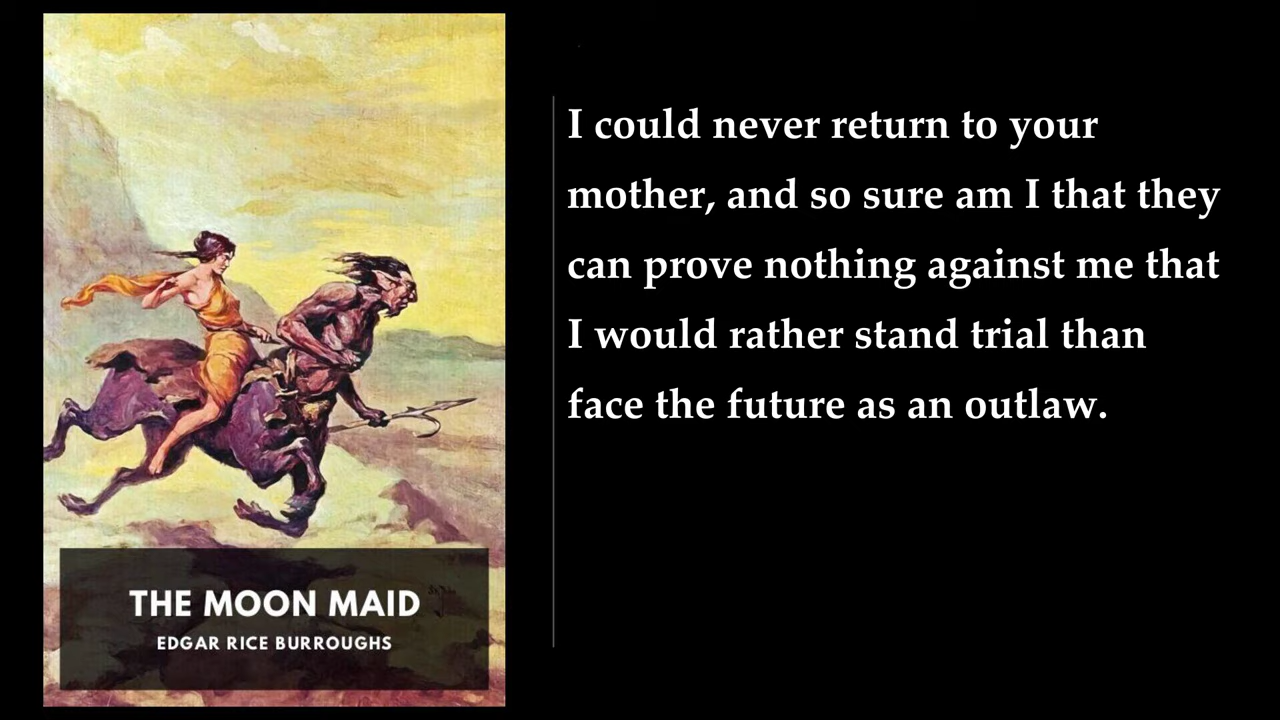 THE MOON MAID
EDGAR RICE BURROUGHS
I could never return to your
mother, and so sure am I that they
can prove nothing against me that
I would rather stand trial than
face the future as an outlaw.